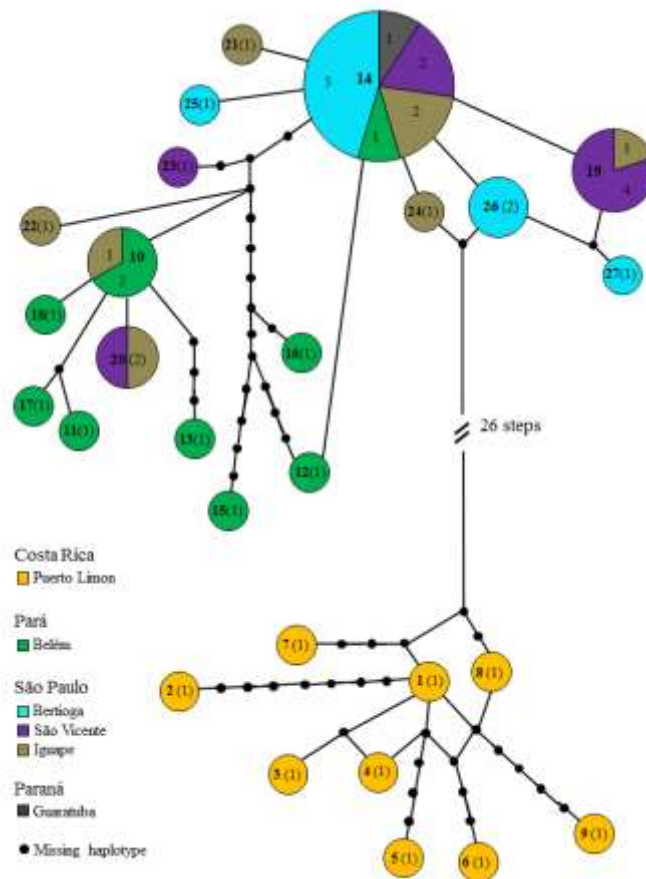 21(1)
1
2
5
14
25(1)
2
1
3
19
4
23(1)
24(1)
26 (2)
22(1)
1
10
27(1)
18(1)
20 (2)
16(1)
17(1)
11(1)
13(1)
12(1)
15(1)
26 steps
Costa Rica
Puerto Limon
Pará
Belém
São Paulo
Bertioga
São Vicente
Iguape
Paraná
Guaratuba
Missing haplotype
7 (1)
8 (1)
2 (1)
1 (1)
3 (1)
4 (1)
9 (1)
5 (1)
6 (1)